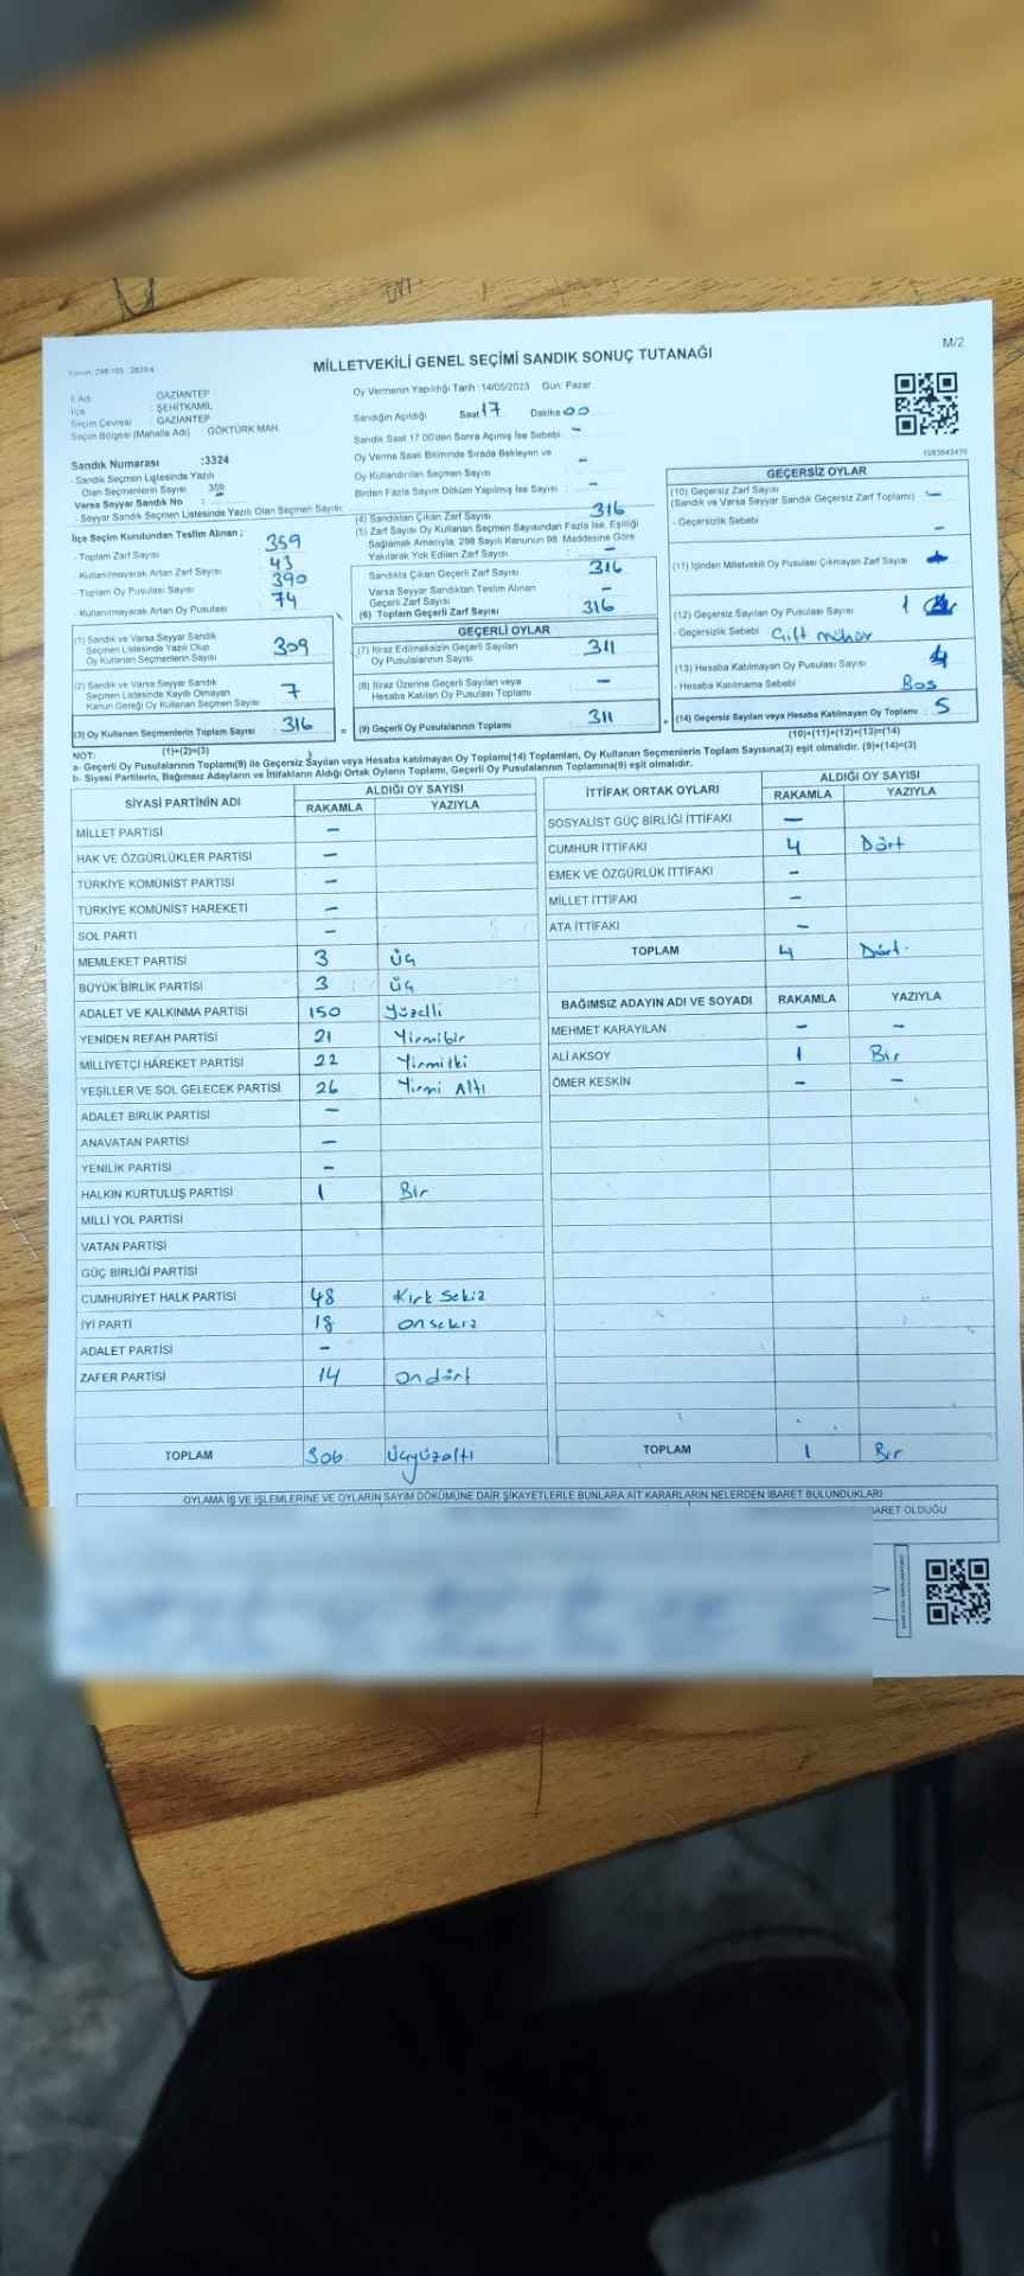 M/2
MİLLETVEKİLİ GENEL SEÇİMİ SANDIK SONUÇ TUTANAĞI
İl Adı : GAZİANTEP
İlçe : ŞEHİTKAMİL
Seçim Çevresi : GAZİANTEP
Seçim Bölgesi (Mahalle Adı) : GÖKTÜRK MAH.
Sandık Numarası :3324
- Sandık Seçmen Listesinde Yazılı
Olan Seçmenlerin Sayısı
Varsa Seyyar Sandık No :
- Seyyar Sandık Seçmen Listesinde Yazılı Olan Seçmen Sayısı:
Oy Vermenin Yapıldığı Tarih :14/05/2023 Gün: Pazar
Sandığın Açıldığı Saat 17 Dakika 00
Sandık Saat 17.00'den Sonra Açılmış İse Sebebi: -
Oy Verme Saati Bitiminde Sırada Bekleyen ve
Oy Kullandırılan Seçmen Sayısı -
Birden Fazla Sayım Döküm Yapılmış İse Sayısı : -
İlçe Seçim Kurulundan Teslim Alınan ;
- Toplam Zarf Sayısı 359
- Kullanılmayarak Artan Zarf Sayısı 43
- Toplam Oy Pusulası Sayısı 390
- Kullanılmayarak Artan Oy Pusulası 74
(4) Sandıktan Çıkan Zarf Sayısı 316
(5) Zarf Sayısı Oy Kullanan Seçmen Sayısından Fazla İse, Eşitliği
Sağlamak Amacıyla, 298 Sayılı Kanunun 98. Maddesine Göre
Yakılarak Yok Edilen Zarf Sayısı -
Sandıkta Çıkan Geçerli Zarf Sayısı 316
Varsa Seyyar Sandıktan Teslim Alınan
Geçerli Zarf Sayısı -
(6) Toplam Geçerli Zarf Sayısı 316
(1) Sandık ve Varsa Seyyar Sandık
Seçmen Listesinde Yazılı Olup
Oy Kullanan Seçmenlerin Sayısı 309
(2) Sandık ve Varsa Seyyar Sandık
Seçmen Listesinde Kayıtlı Olmayan
Kanun Gereği Oy Kullanan Seçmen Sayısı 7
(3) Oy Kullanan Seçmenlerin Toplam Sayısı 316
(1)+(2)=(3)
=
GEÇERLİ OYLAR
(7) İtiraz Edilmeksizin Geçerli Sayılan
Oy Pusulalarının Sayısı 311
(8) İtiraz Üzerine Geçerli Sayılan veya
Hesaba Katılan Oy Pusulası Toplamı -
(9) Geçerli Oy Pusulalarının Toplamı 311
+
GEÇERSİZ OYLAR
(10) Geçersiz Zarf Sayısı
(Sandık ve Varsa Seyyar Sandık Geçersiz Zarf Toplamı) -
- Geçersizlik Sebebi -
(11) İçinden Milletvekili Oy Pusulası Çıkmayan Zarf Sayısı
(12) Geçersiz Sayılan Oy Pusulası Sayısı 1
- Geçersizlik Sebebi Çift mühür
(13) Hesaba Katılmayan Oy Pusulası Sayısı 4
- Hesaba Katılmama Sebebi Boş
(14) Geçersiz Sayılan veya Hesaba Katılmayan Oy Toplamı : 5
(10)+(11)+(12)+(13)=(14)
NOT:
a- Geçerli Oy Pusulalarının Toplamı(9) ile Geçersiz Sayılan veya Hesaba katılmayan Oy Toplamı(14) Toplamları, Oy Kullanan Seçmenlerin Toplam Sayısına(3) eşit olmalıdır. (9)+(14)=(3)
b- Siyasi Partilerin, Bağımsız Adayların ve İttifakların Aldığı Ortak Oyların Toplamı, Geçerli Oy Pusulalarının Toplamına(9) eşit olmalıdır.
SİYASİ PARTİNİN ADI ALDIĞI OY SAYISI
RAKAMLA YAZIYLA
MİLLET PARTİSİ -
HAK VE ÖZGÜRLÜKLER PARTİSİ -
TÜRKİYE KOMÜNİST PARTİSİ -
TÜRKİYE KOMÜNİST HAREKETİ -
SOL PARTİ -
MEMLEKET PARTİSİ 3 üç
BÜYÜK BİRLİK PARTİSİ 3 üç
ADALET VE KALKINMA PARTİSİ 150 yüzelli
YENİDEN REFAH PARTİSİ 21 Yirmibir
MİLLİYETÇİ HAREKET PARTİSİ 22 Yirmiiki
YEŞİLLER VE SOL GELECEK PARTİSİ 26 Yirmi Altı
ADALET BİRLİK PARTİSİ -
ANAVATAN PARTİSİ -
YENİLİK PARTİSİ -
HALKIN KURTULUŞ PARTİSİ 1 Bir
MİLLİ YOL PARTİSİ
VATAN PARTİSİ
GÜÇ BİRLİĞİ PARTİSİ
CUMHURİYET HALK PARTİSİ 48 Kırk sekiz
İYİ PARTİ 18 onsekiz
ADALET PARTİSİ -
ZAFER PARTİSİ 14 ondört
TOPLAM 306 üçyüzaltı
İTTİFAK ORTAK OYLARI ALDIĞI OY SAYISI
RAKAMLA YAZIYLA
SOSYALİST GÜÇ BİRLİĞİ İTTİFAKI -
CUMHUR İTTİFAKI 4 Dört
EMEK VE ÖZGÜRLÜK İTTİFAKI -
MİLLET İTTİFAKI -
ATA İTTİFAKI -
TOPLAM 4 Dört
BAĞIMSIZ ADAYIN ADI VE SOYADI RAKAMLA YAZIYLA
MEHMET KARAYILAN - -
ALİ AKSOY 1 Bir
ÖMER KESKİN - -
TOPLAM 1 Bir
OYLAMA İŞ VE İŞLEMLERİNE VE OYLARIN SAYIM DÖKÜMÜNE DAİR ŞİKAYETLERLE BUNLARA AİT KARARLARIN NELERDEN İBARET BULUNDUKLARI
BARET OLDUĞU